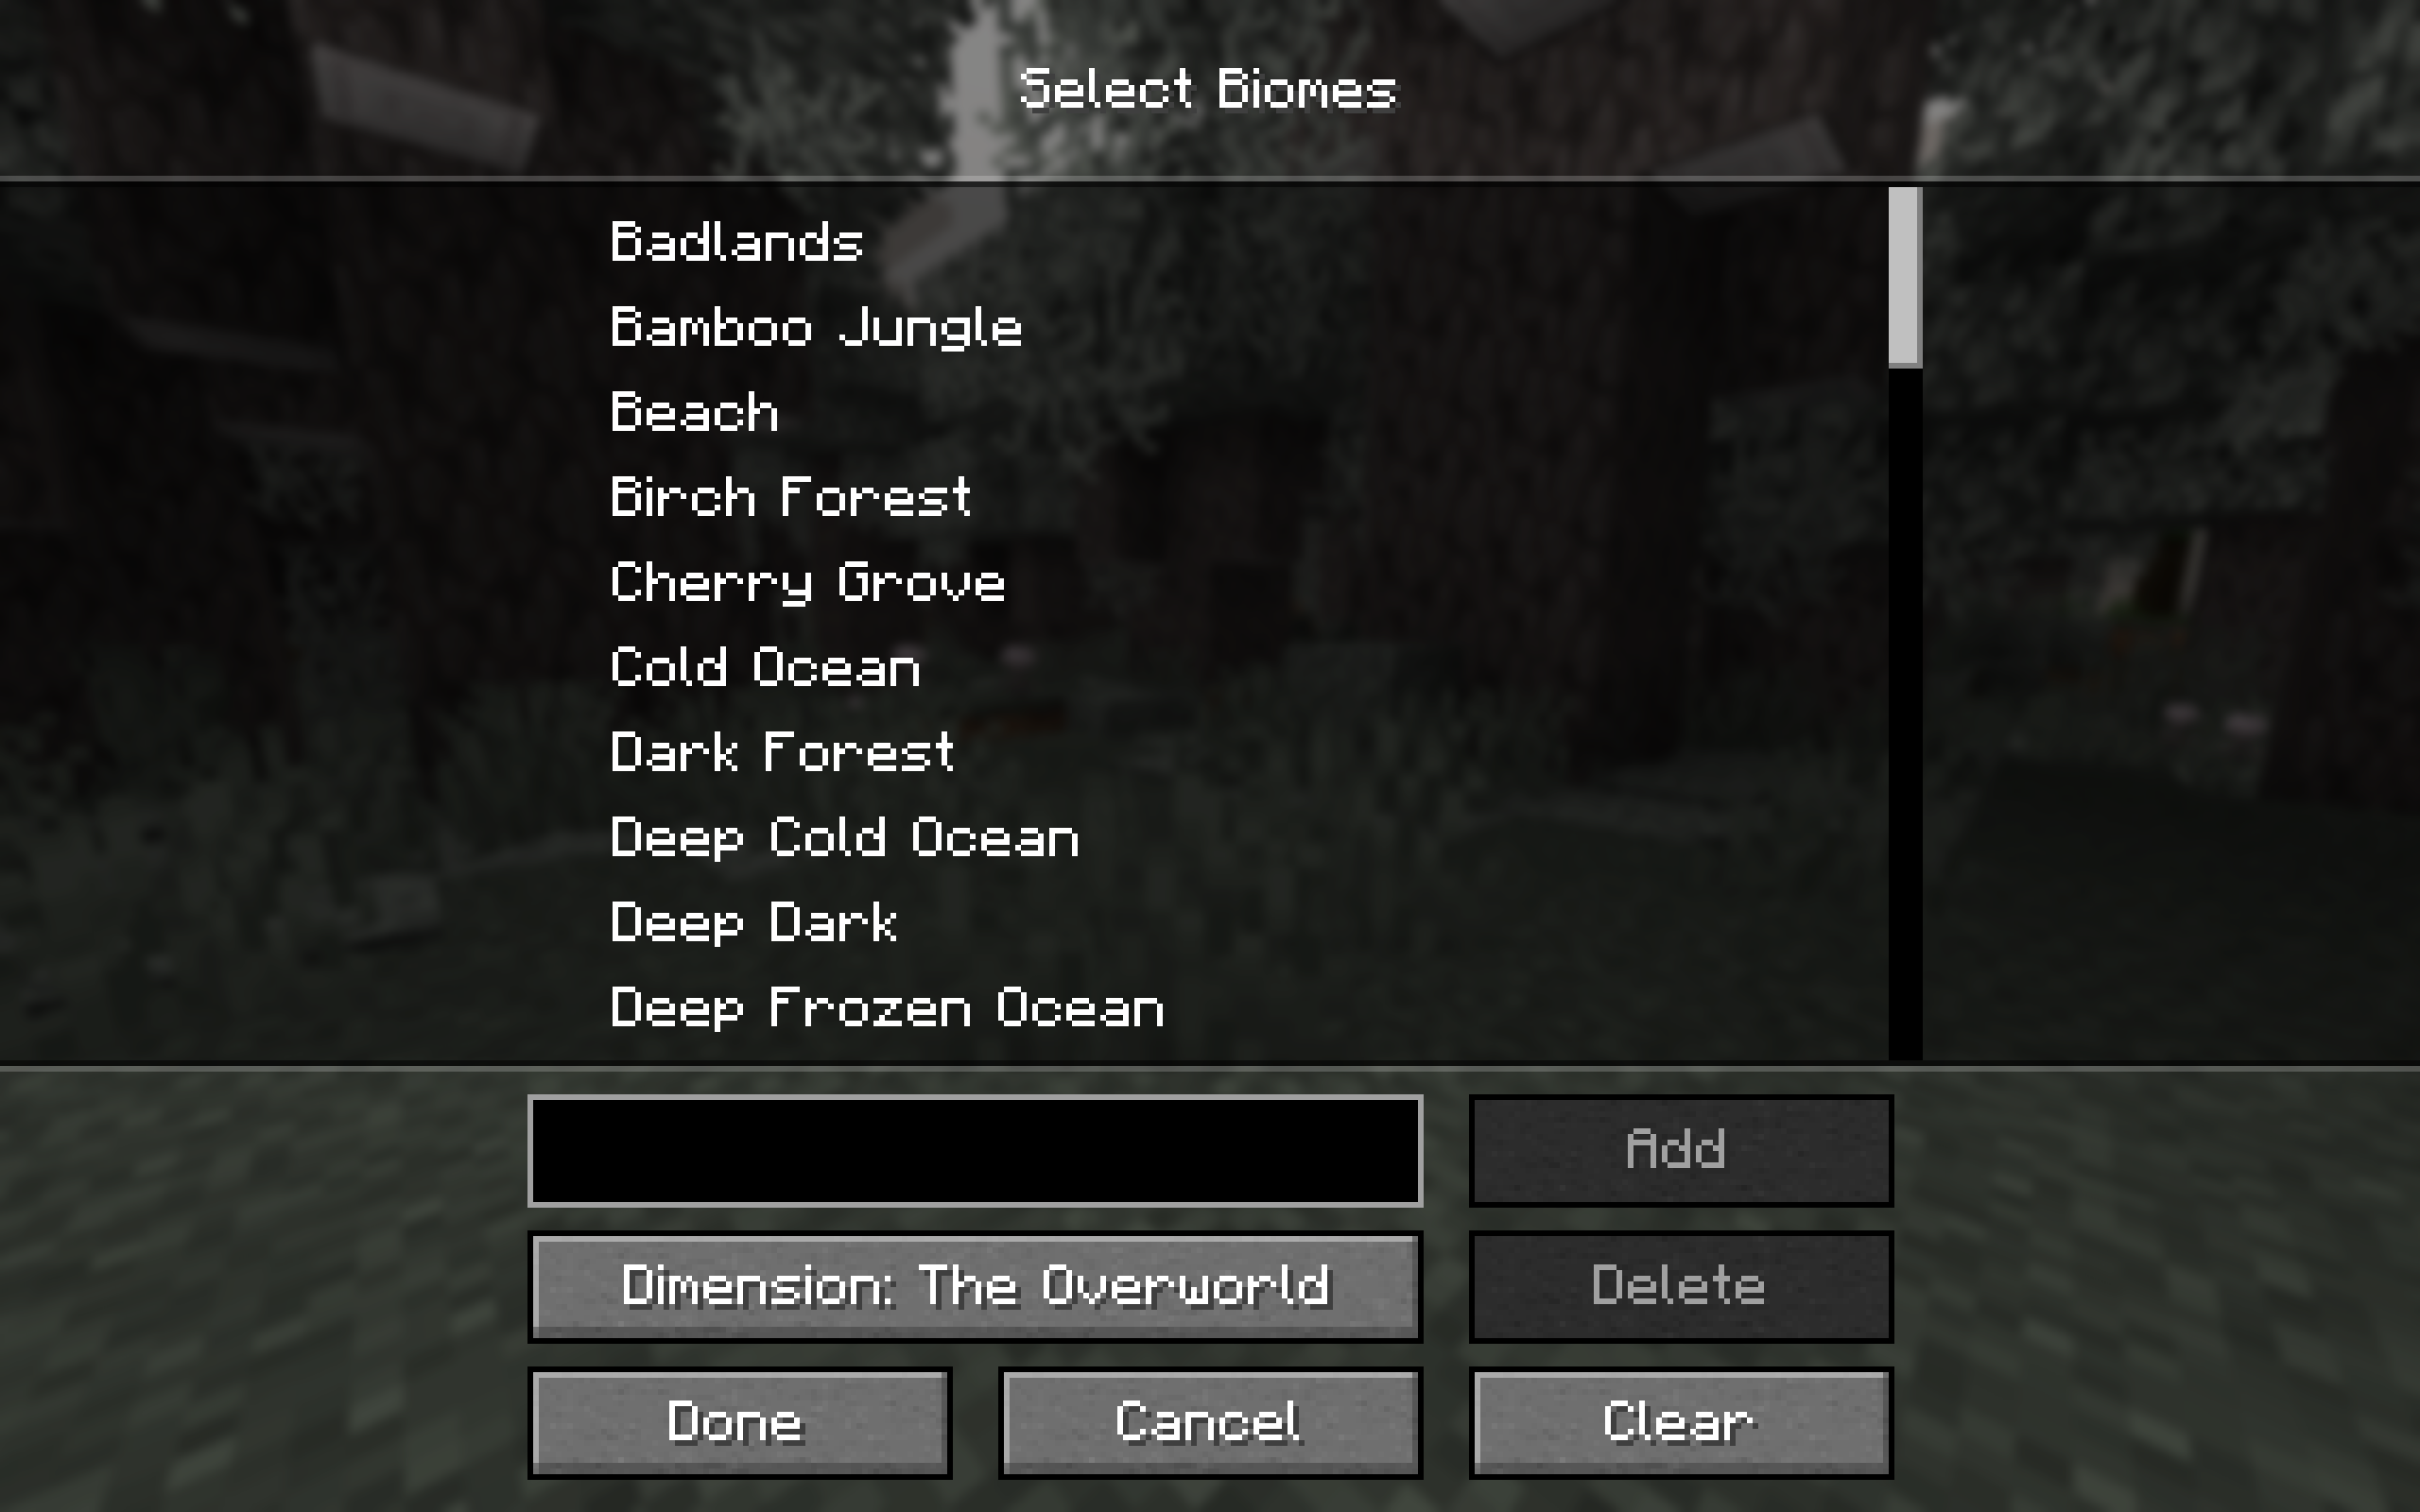 Select Biomes
Badlands
Bamboo Jungle
Beach
Birch Forest
Cherry Grove
Cold Ocean
Dark Forest
Deep Cold Ocean
Deep Dark
Deep Frozen Ocean
Add
Dimension: The Overworld
Delete
Done
Cancel
Clear